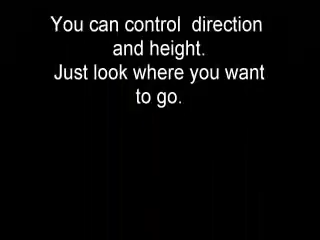 You can control  direction
and height.
Just look where you want
to go.